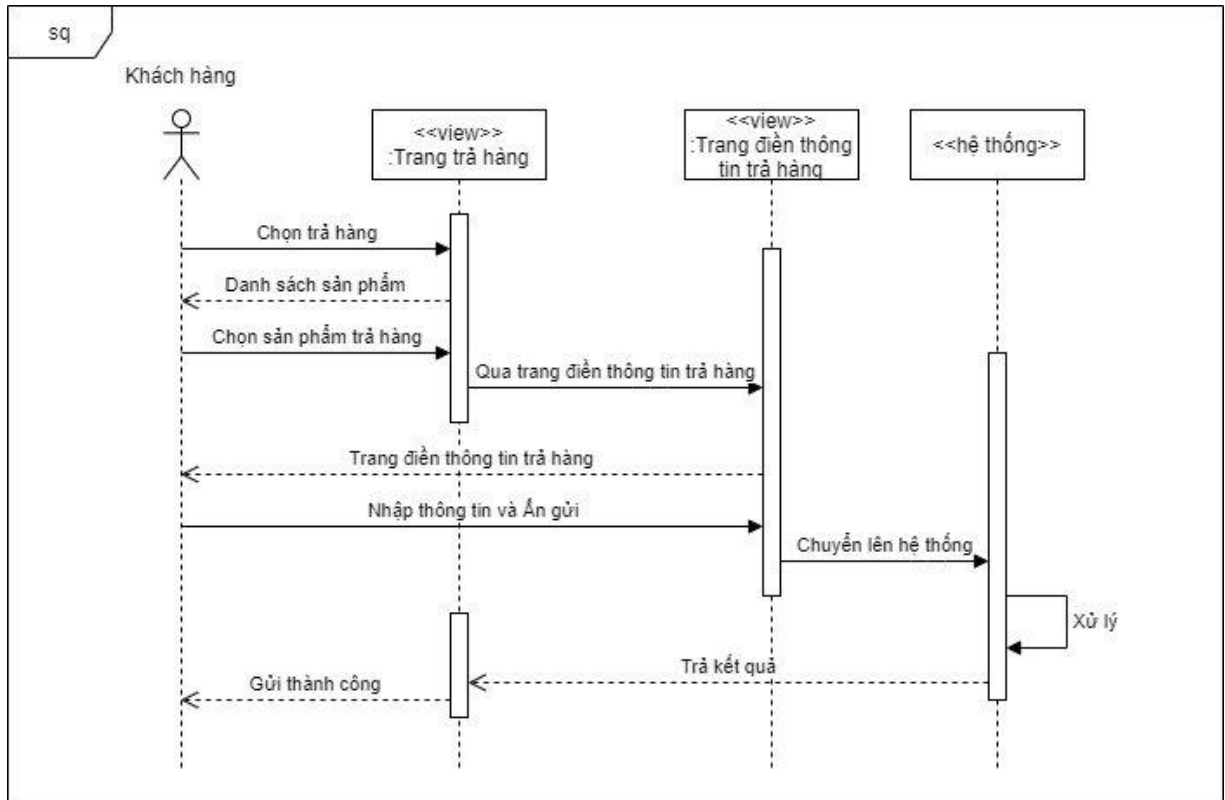 sq
Khách hàng
<<view>>
:Trang trả hàng
<<view>>
:Trang điền thông
tin trả hàng
<<hệ thống>>
Chọn trả hàng
Danh sách sản phẩm
Chọn sản phẩm trả hàng
Qua trang điền thông tin trả hàng
Trang điền thông tin trả hàng
Nhập thông tin và Ấn gửi
Chuyển lên hệ thống
Xử lý
Trả kết quả
Gửi thành công